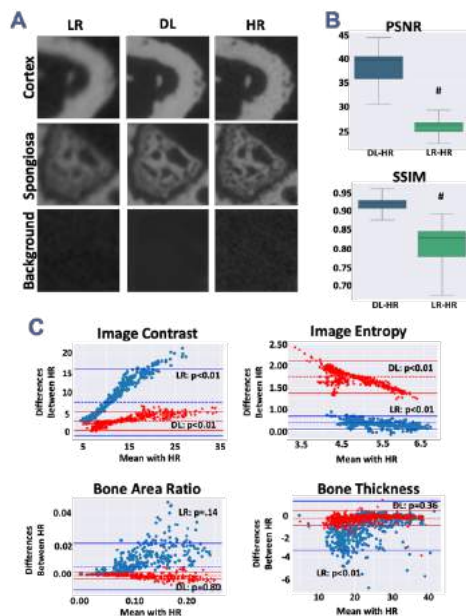 A
LR
DL
HR
Cortex
Spongiosa
Background
B
PSNR
45
40
35
30
25
#
DL-HR
LR-HR
SSIM
0.95
0.90
0.85
0.80
0.75
0.70
#
DL-HR
LR-HR
C
Image Contrast
Differences
Between HR
20
15
10
5
0
LR: p<0.01
DL: p<0.01
5
10
15
20
25
30
35
Mean with HR
Image Entropy
Differences
Between HR
2.50
2.00
1.50
1.00
0.50
0.00
DL: p<0.01
LR: p<0.01
3.5
4.5
5.5
6.5
Mean with HR
Bone Area Ratio
Differences
Between HR
0.04
0.02
0.00
LR: p=.14
DL: p=0.80
0.00
0.10
0.20
Mean with HR
Bone Thickness
Differences
Between HR
0
-2
-4
-6
DL: p=0.36
LR: p<0.01
0
10
20
30
40
Mean with HR